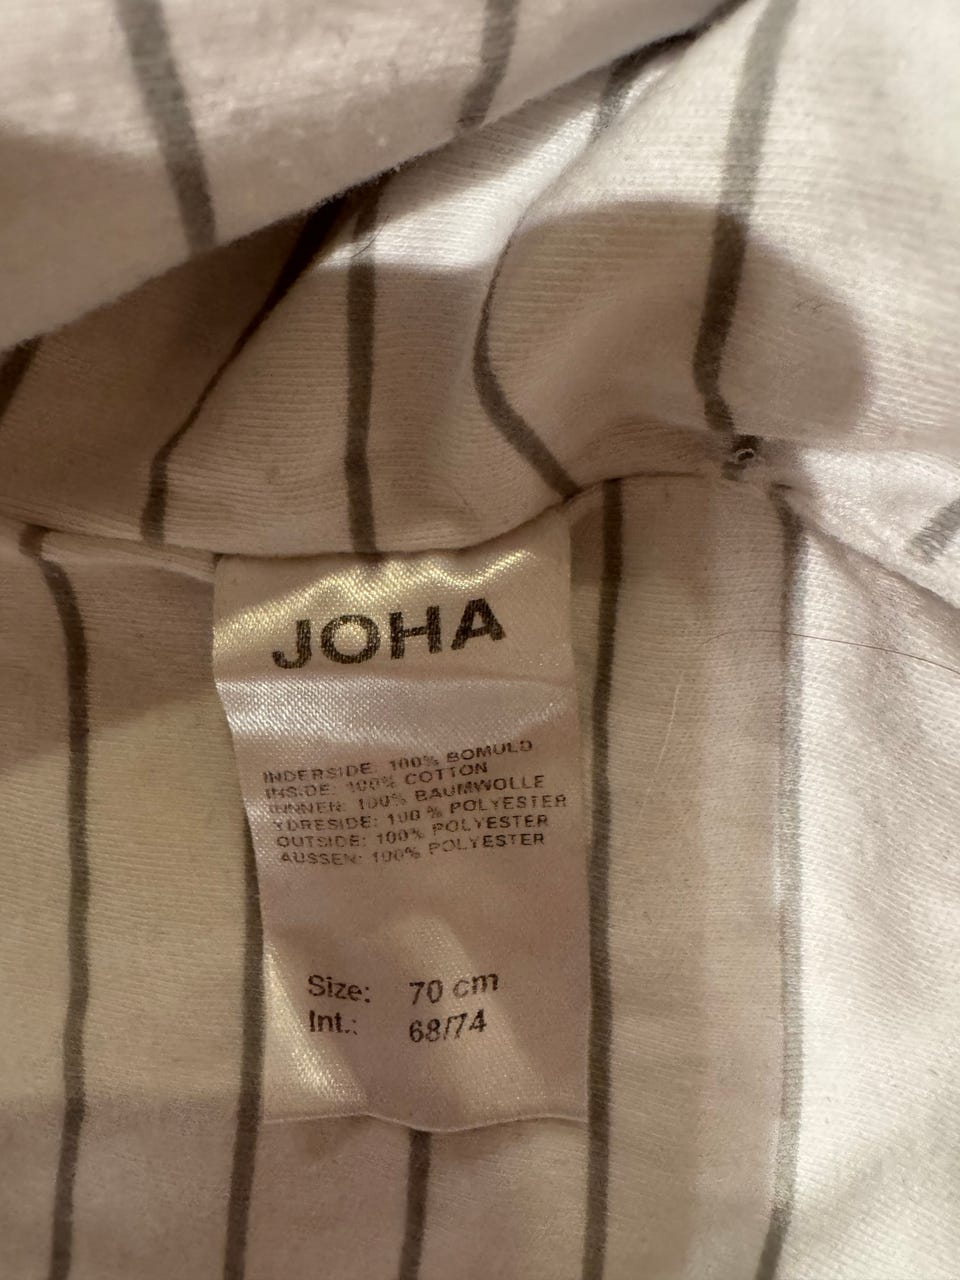 JOHA
INDERSIDE: 100% BOMULD
INSIDE: 100% COTTON
INNEN: 100% BAUMWOLLE
YDRESIDE: 100 % POLYESTER
OUTSIDE: 100% POLYESTER
AUSSEN: 100% POLYESTER
Size: 70 cm
Int.: 68/74